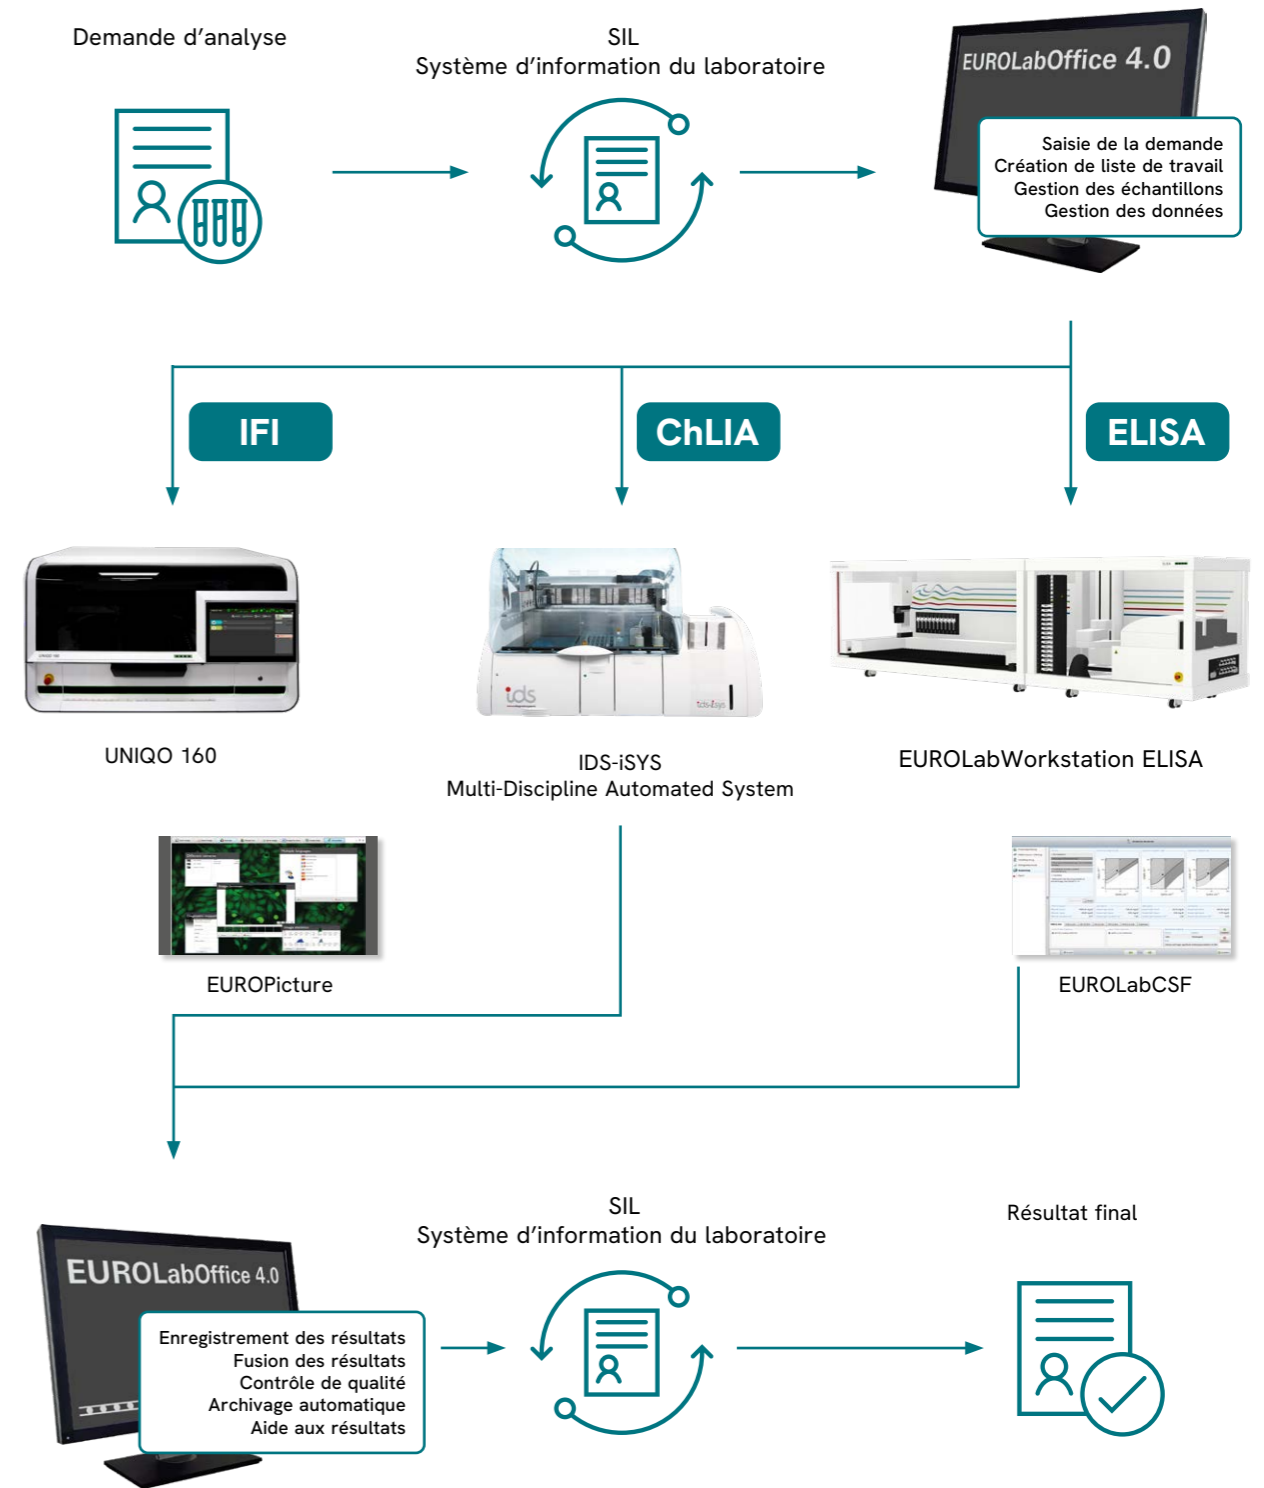 Demande d’analyse
SIL
Système d’information du laboratoire
EUROLabOffice 4.0
Saisie de la demande
Création de liste de travail
Gestion des échantillons
Gestion des données
IFI
ChLIA
ELISA
ids
ids-iSYS
UNIQO 160
IDS-iSYS
Multi-Discipline Automated System
EUROLabWorkstation ELISA
EUROPicture
EUROLabCSF
SIL
Système d’information du laboratoire
Résultat final
EUROLabOffice 4.0
Enregistrement des résultats
Fusion des résultats
Contrôle de qualité
Archivage automatique
Aide aux résultats